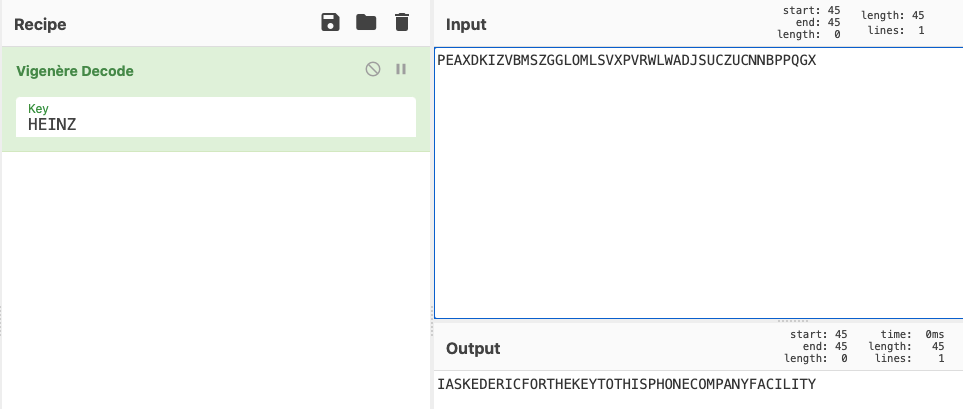 Recipe
Vigenère Decode
Key
HEINZ
Input
start: 45
end: 45
length: 0
length: 45
lines: 1
PEAXDKIZVBMSZGGLOMLSVXPVRWLWADJSUCZUCNNBPPQGX
Output
start: 45
end: 45
length: 0
time: 0ms
length: 45
lines: 1
IASKEDERICFORTHEKEYTOTHISPHONECOMPANYFACILITY